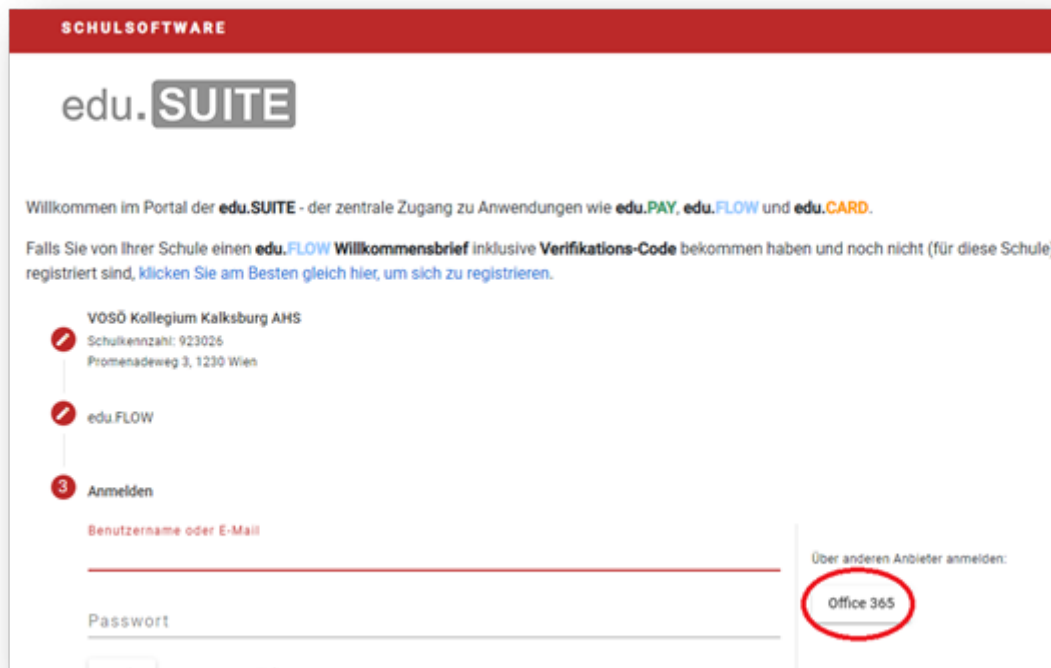 SCHULSOFTWARE
edu.SUITE
Willkommen im Portal der edu.SUITE - der zentrale Zugang zu Anwendungen wie edu.PAY, edu.FLOW und edu.CARD.
Falls Sie von Ihrer Schule einen edu.FLOW Willkommensbrief inklusive Verifikations-Code bekommen haben und noch nicht (für diese Schule)
registriert sind, klicken Sie am Besten gleich hier, um sich zu registrieren.
VOSÖ Kollegium Kalksburg AHS
Schulkennzahl: 923026
Promenadeweg 3, 1230 Wien
edu.FLOW
3 Anmelden
Benutzername oder E-Mail
Über anderen Anbieter anmelden:
Office 365
Passwort